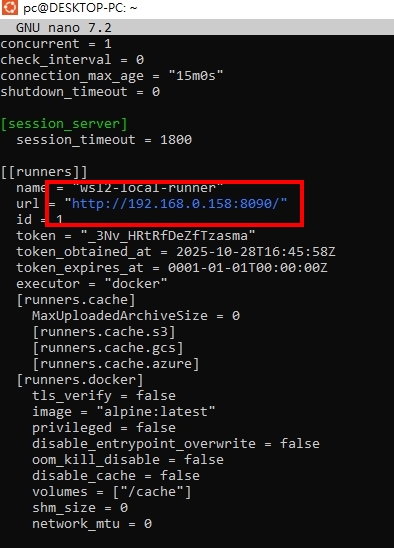 pc@DESKTOP-PC: ~
GNU nano 7.2
concurrent = 1
check_interval = 0
connection_max_age = "15m0s"
shutdown_timeout = 0
[session_server]
session_timeout = 1800
[[runners]]
name = "wsl2-local-runner"
url = "http://192.168.0.158:8090/"
id = 1
token = "_3Nv_HRtRfDeZfTzasma"
token_obtained_at = 2025-10-28T16:45:58Z
token_expires_at = 0001-01-01T00:00:00Z
executor = "docker"
[runners.cache]
MaxUploadedArchiveSize = 0
[runners.cache.s3]
[runners.cache.gcs]
[runners.cache.azure]
[runners.docker]
tls_verify = false
image = "alpine:latest"
privileged = false
disable_entrypoint_overwrite = false
oom_kill_disable = false
disable_cache = false
volumes = ["/cache"]
shm_size = 0
network_mtu = 0